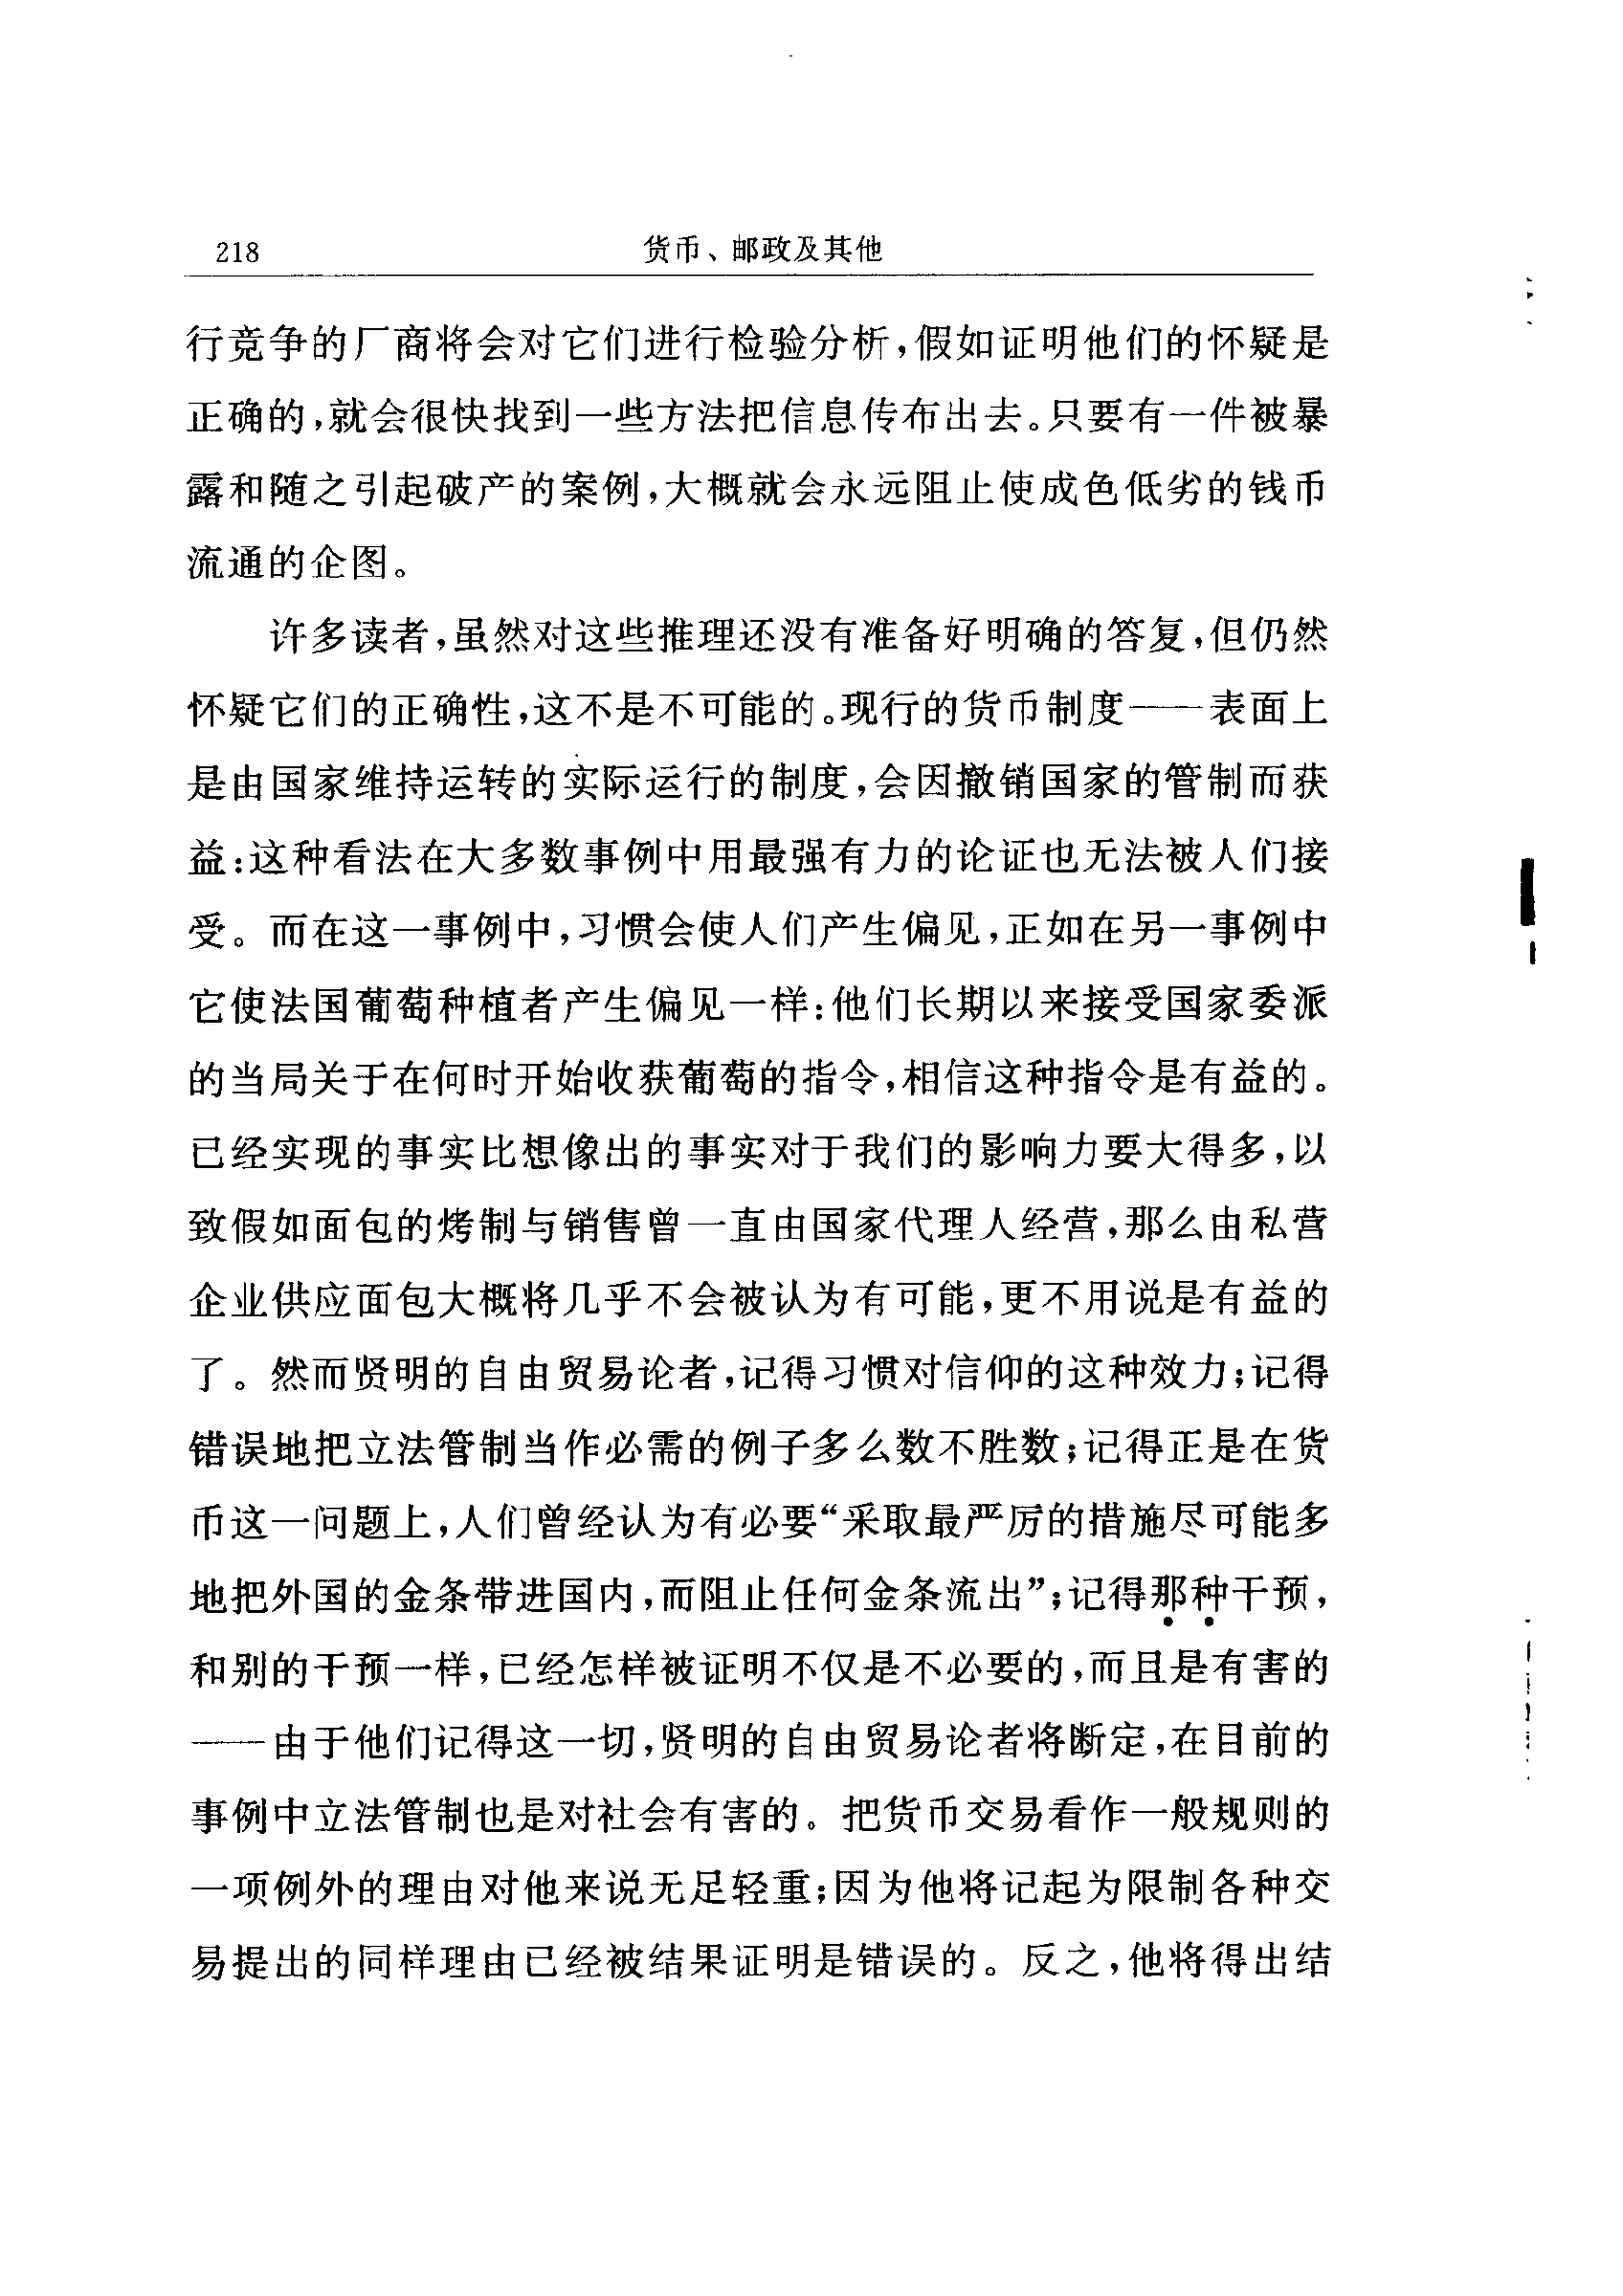 218
货币、邮政及其他
行竞争的厂商将会对它们进行检验分析,假如证明他们的怀疑是
正确的,就会很快找到一些方法把信息传布出去。只要有一件被暴
露和随之引起破产的案例,大概就会永远阻止使成色低劣的钱币
流通的企图。
许多读者,虽然对这些推理还没有准备好明确的答复,但仍然
怀疑它们的正确性,这不是不可能的。现行的货币制度——表面上
是由国家维持运转的实际运行的制度,会因撤销国家的管制而获
益:这种看法在大多数事例中用最强有力的论证也无法被人们接
受。而在这一事例中,习惯会使人们产生偏见,正如在另一事例中
它使法国葡萄种植者产生偏见一样:他们长期以来接受国家委派
的当局关于在何时开始收获葡萄的指令,相信这种指令是有益的。
已经实现的事实比想像出的事实对于我们的影响力要大得多,以
致假如面包的烤制与销售曾一直由国家代理人经营,那么由私营
企业供应面包大概将几乎不会被认为有可能,更不用说是有益的
了。然而贤明的自由贸易论者,记得习惯对信仰的这种效力;记得
错误地把立法管制当作必需的例子多么数不胜数;记得正是在货
币这一问题上,人们曾经认为有必要“采取最严厉的措施尽可能多
地把外国的金条带进国内,而阻止任何金条流出”;记得那种干预,
和别的干预一样,已经怎样被证明不仅是不必要的,而且是有害的
——由于他们记得这一切,贤明的自由贸易论者将断定,在目前的
事例中立法管制也是对社会有害的。把货币交易看作一般规则的
一项例外的理由对他来说无足轻重;因为他将记起为限制各种交
易提出的同样理由已经被结果证明是错误的。反之,他将得出结